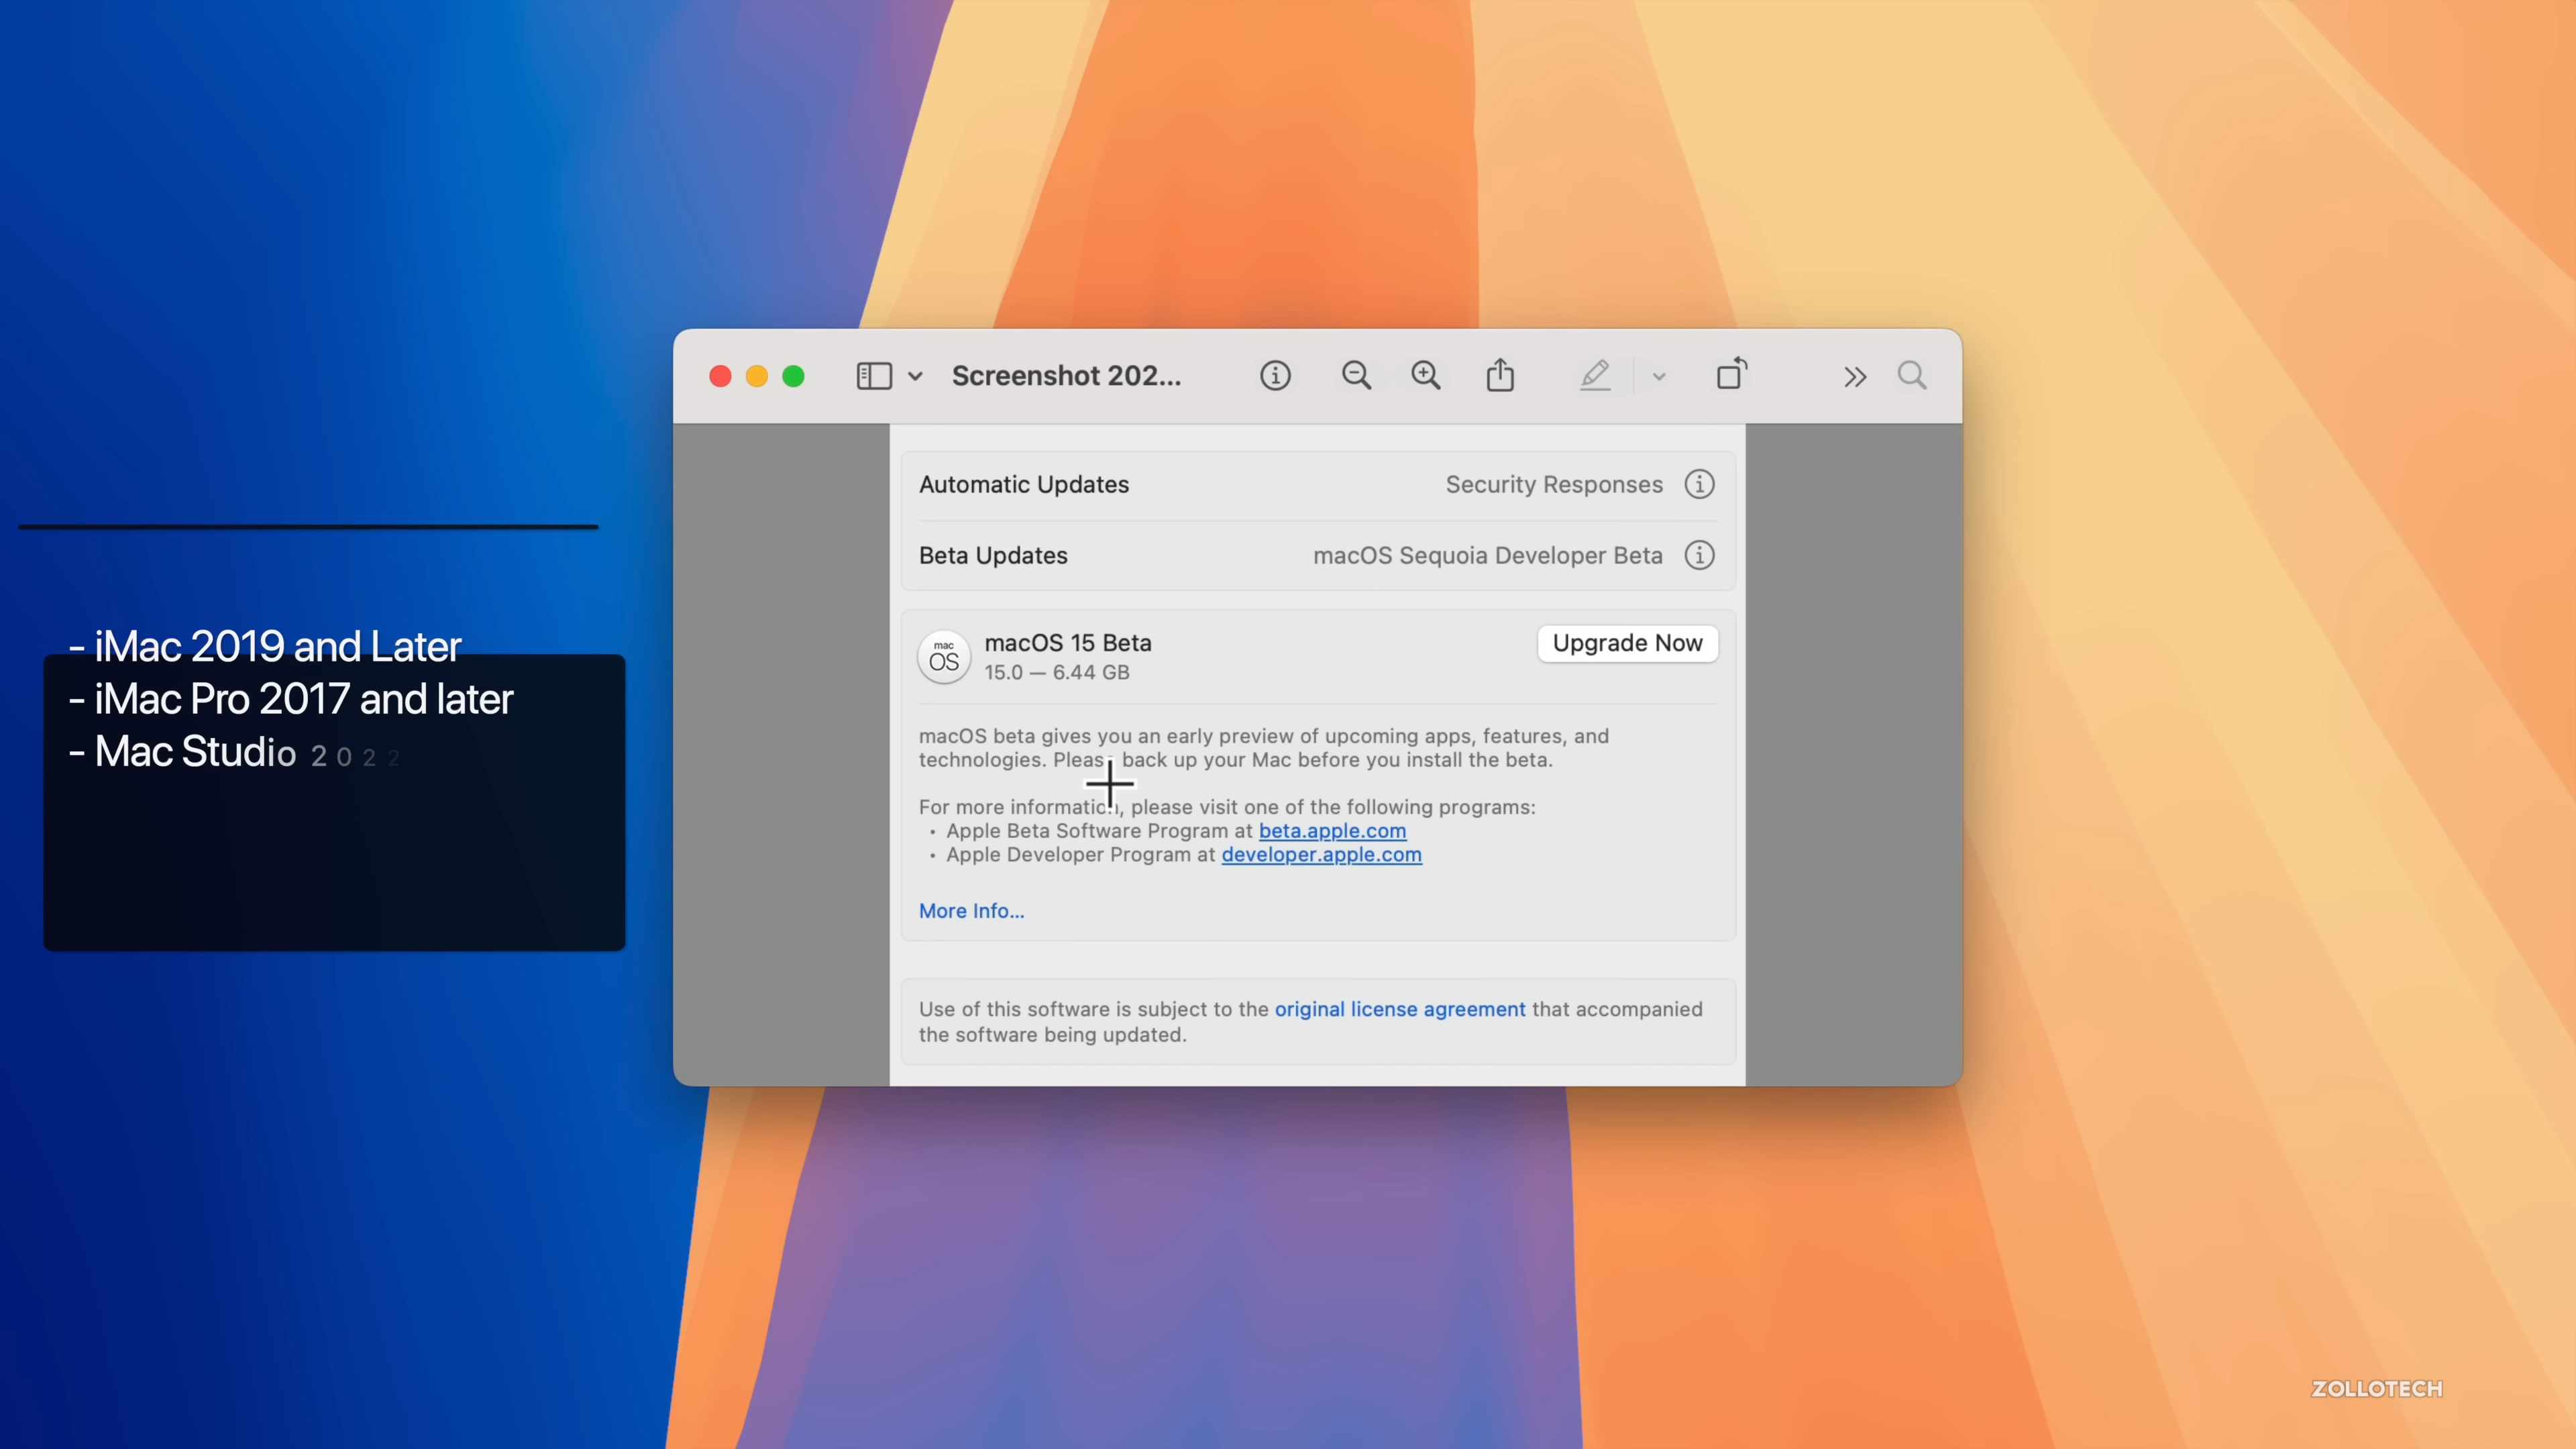 Screenshot 202...
Automatic Updates Security Responses
Beta Updates macOS Sequoia Developer Beta
- iMac 2019 and Later
- iMac Pro 2017 and later
- Mac Studio 2022
mac
OS
macOS 15 Beta
15.0 — 6.44 GB
Upgrade Now
macOS beta gives you an early preview of upcoming apps, features, and
technologies. Please back up your Mac before you install the beta.
For more information, please visit one of the following programs:
• Apple Beta Software Program at beta.apple.com
• Apple Developer Program at developer.apple.com
More Info...
Use of this software is subject to the original license agreement that accompanied
the software being updated.
ZOLLOTECH